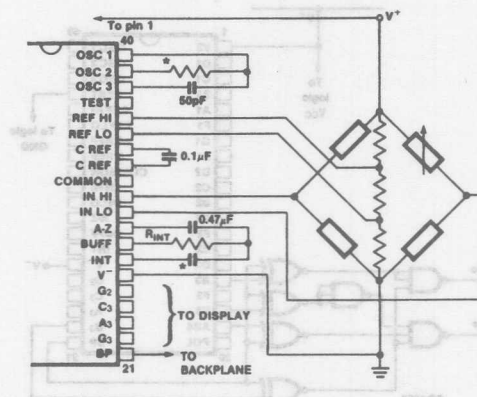 To pin 1
V+
40
OSC 1
OSC 2
*
OSC 3
50pF
TEST
REF HI
REF LO
C REF
0.1μF
C REF
COMMON
IN HI
IN LO
0.47μF
A-Z
BUFF
RINT
INT
*
V−
G2
C3
TO DISPLAY
A3
G3
BP
TO
BACKPLANE
21